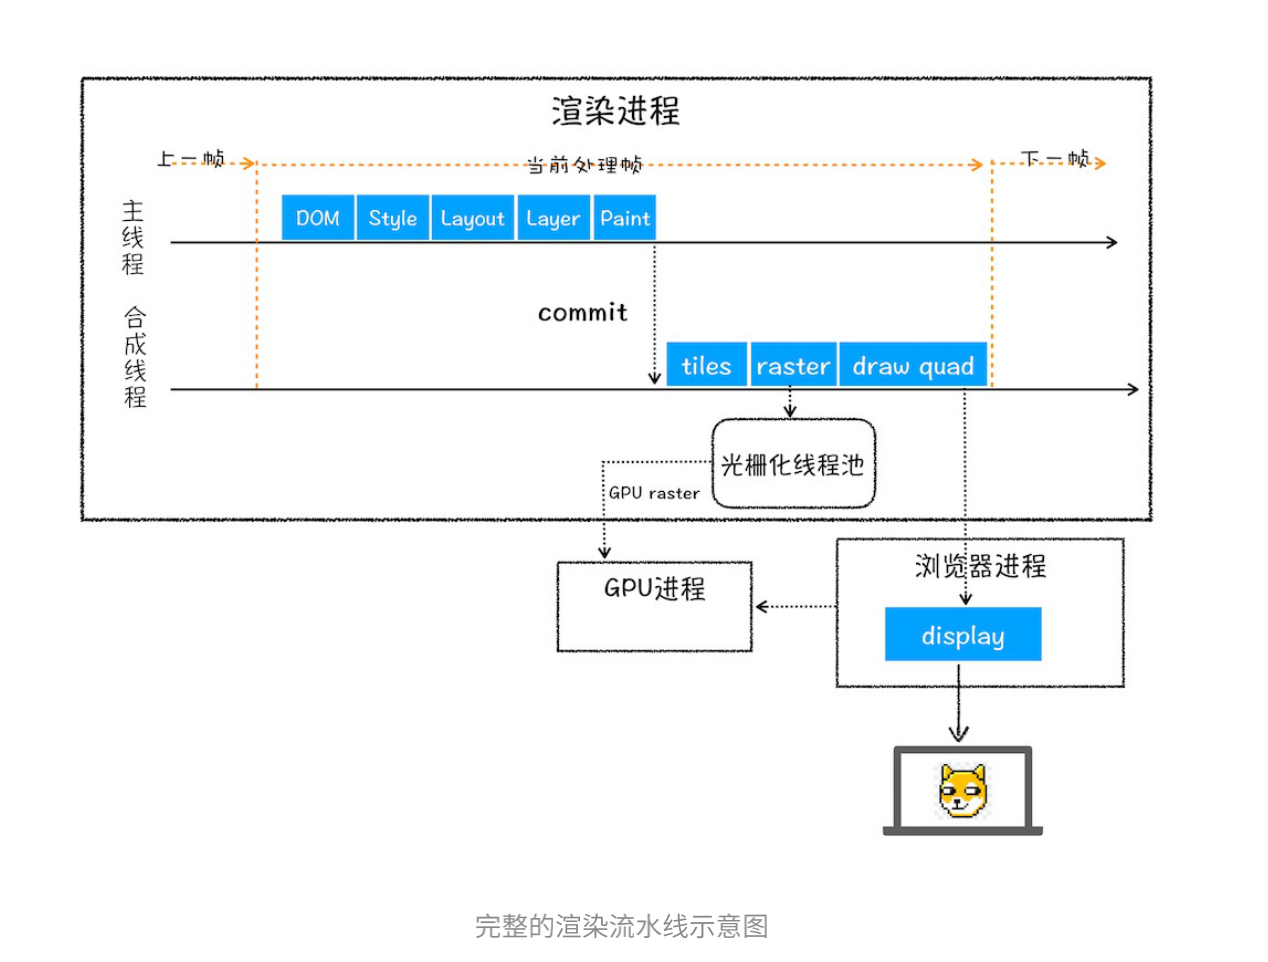 渲染进程
上一帧
当前处理帧
下一帧
主线程
DOM
Style
Layout
Layer
Paint
commit
合成线程
tiles
raster
draw quad
光栅化线程池
GPU raster
GPU进程
浏览器进程
display
完整的渲染流水线示意图